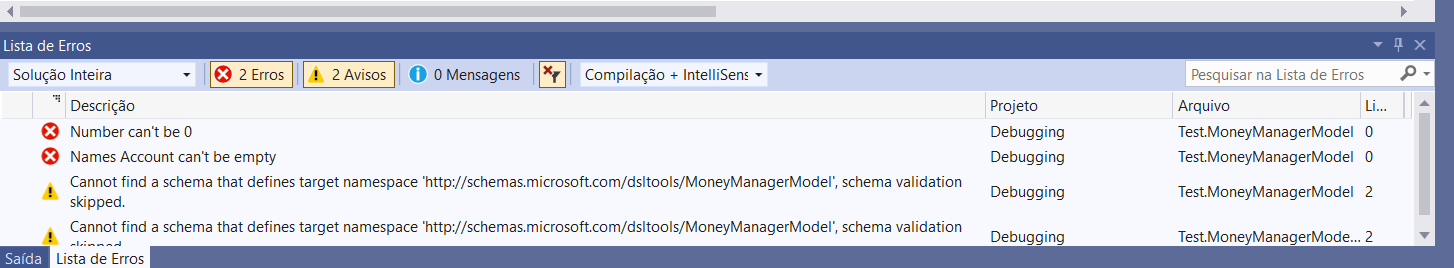 Lista de Erros
Solução Inteira 2 Erros 2 Avisos 0 Mensagens Compilação + IntelliSens Pesquisar na Lista de Erros
Descrição Projeto Arquivo Li...
Number can't be 0 Debugging Test.MoneyManagerModel 0
Names Account can't be empty Debugging Test.MoneyManagerModel 0
Cannot find a schema that defines target namespace 'http://schemas.microsoft.com/dsltools/MoneyManagerModel', schema validation
skipped. Debugging Test.MoneyManagerModel 2
Cannot find a schema that defines target namespace 'http://schemas.microsoft.com/dsltools/MoneyManagerModel', schema validation
skipped. Debugging Test.MoneyManagerMode... 2
Saída Lista de Erros